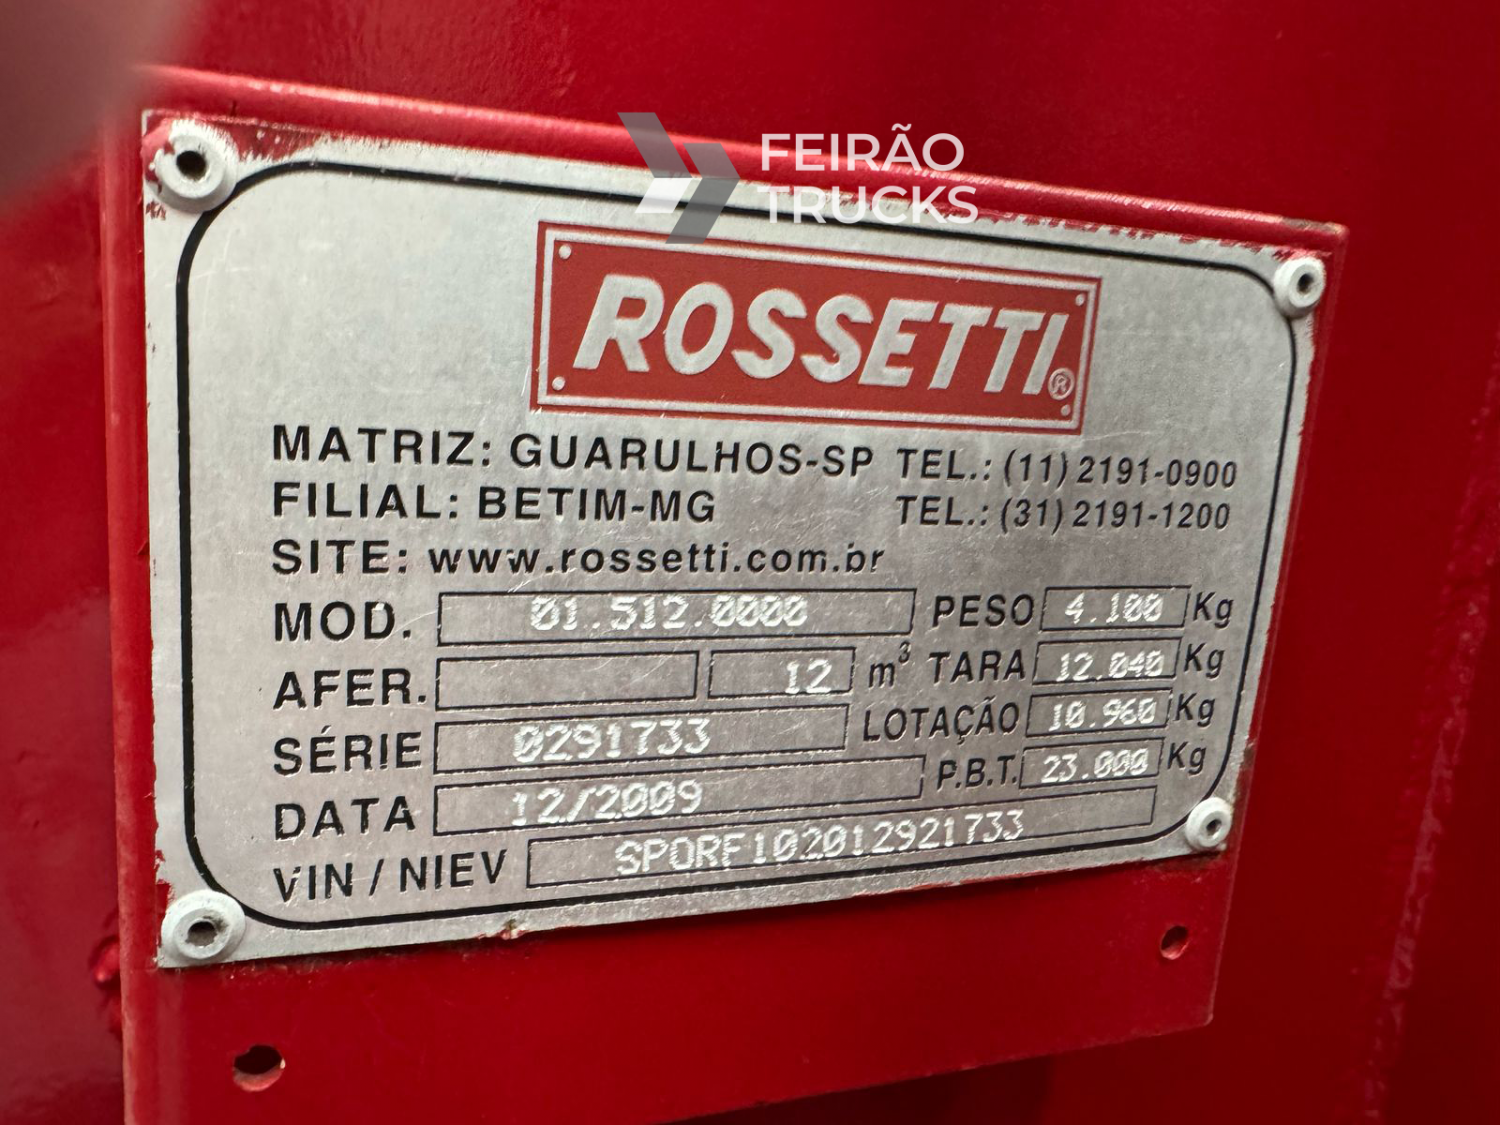 FEIRÃO
TRUCKS
ROSSETTI®
MATRIZ: GUARULHOS-SP TEL.: (11) 2191-0900
FILIAL: BETIM-MG TEL.: (31) 2191-1200
SITE: www.rossetti.com.br
MOD. 01.512.0000 PESO 4.100 Kg
AFER. 12 m³ TARA 12.040 Kg
SÉRIE 0291733 LOTAÇÃO 10.960 Kg
DATA 12/2009 P.B.T. 23.000 Kg
VIN / NIEV SPORF102012921733